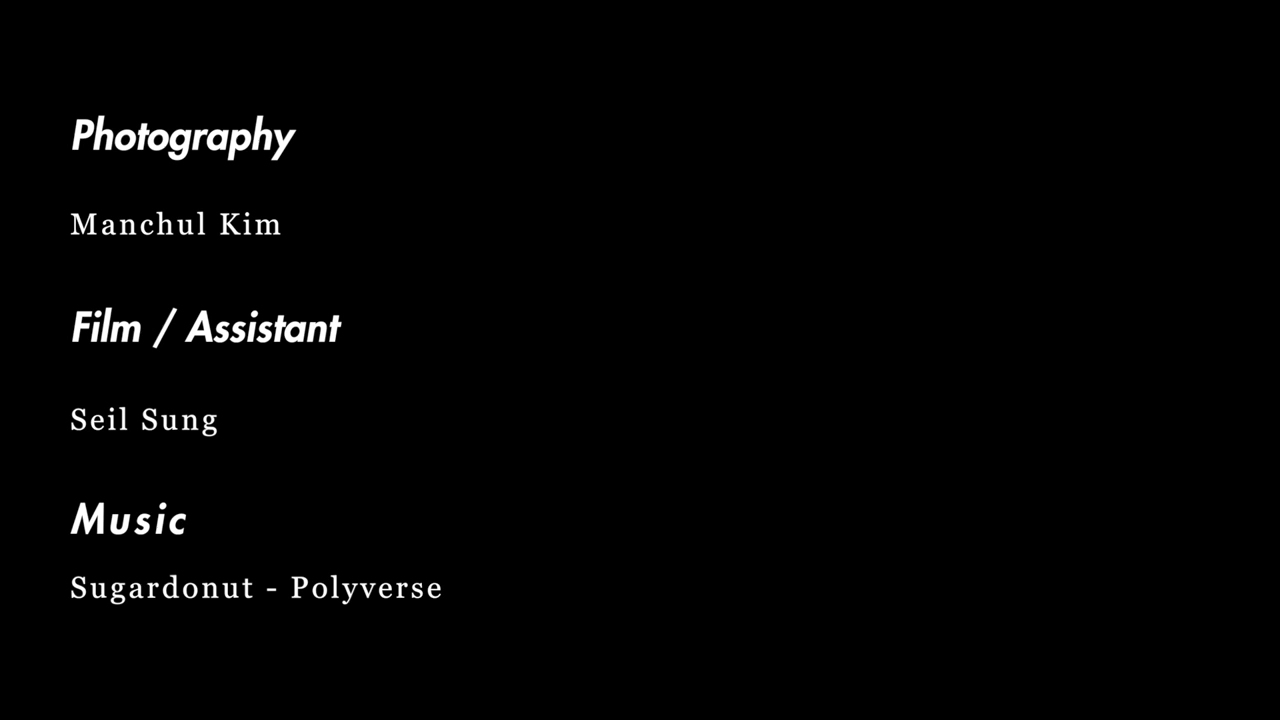 Photography
Manchul Kim
Film / Assistant
Seil Sung
Music
Sugardonut - Polyverse